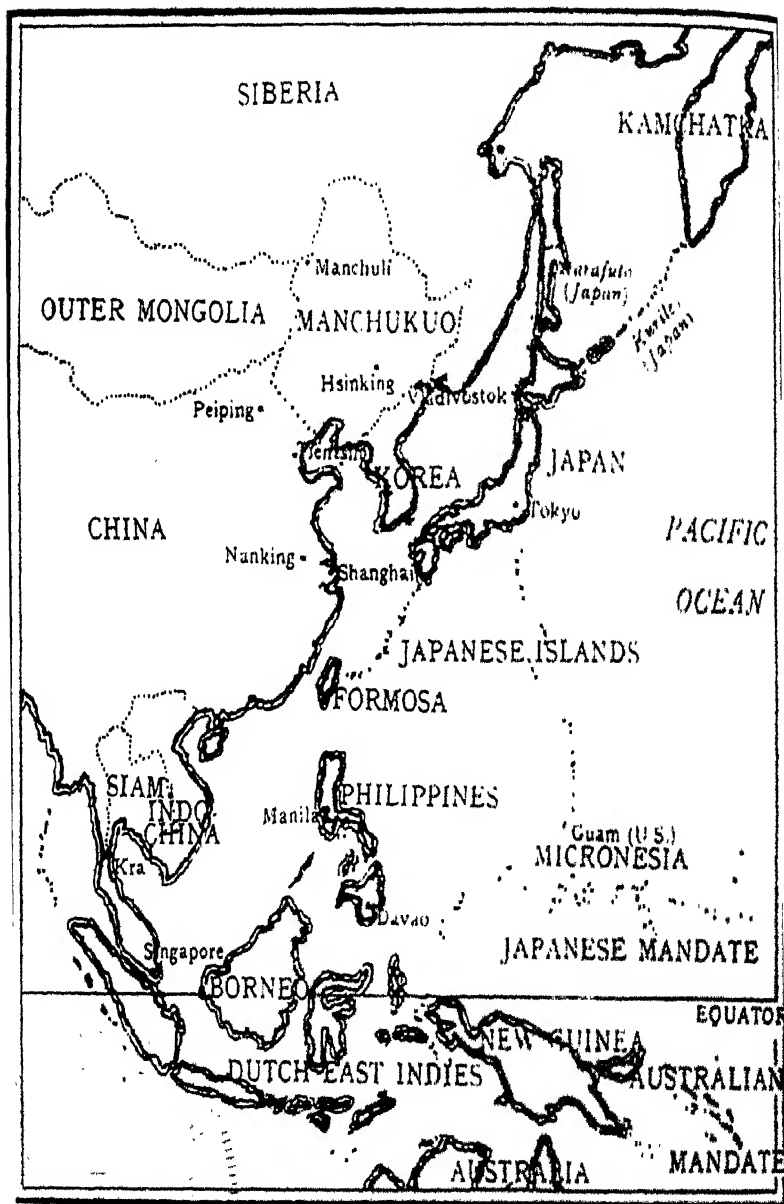 SIBERIA
KAMCHATKA
Manchuli
Karafuto
(Japan)
OUTER MONGOLIA
MANCHUKUO
Kurile
(Japan)
Hsinking
Vladivostok
Peiping
Tientsin
KOREA
JAPAN
Tokyo
CHINA
PACIFIC
OCEAN
Nanking
Shanghai
JAPANESE ISLANDS
FORMOSA
SIAM
INDO
CHINA
PHILIPPINES
Manila
Guam (U.S.)
MICRONESIA
Kra
Davao
Singapore
JAPANESE MANDATE
BORNEO
EQUATOR
NEW GUINEA
DUTCH EAST INDIES
AUSTRALIAN
MANDATE
AUSTRALIA